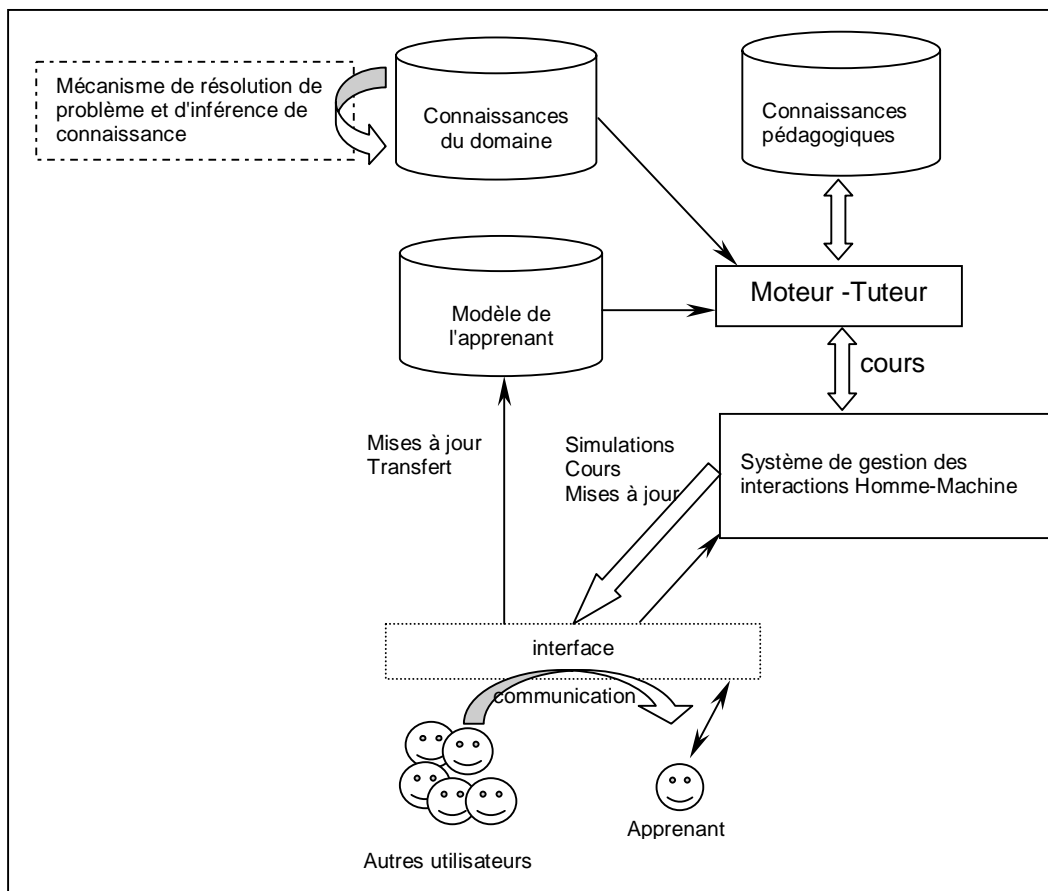 Mécanisme de résolution de
problème et d'inférence de
connaissance
Connaissances
du domaine
Connaissances
pédagogiques
Modèle de
l'apprenant
Moteur -Tuteur
cours
Mises à jour
Transfert
Simulations
Cours
Mises à jour
Système de gestion des
interactions Homme-Machine
interface
communication
Apprenant
Autres utilisateurs